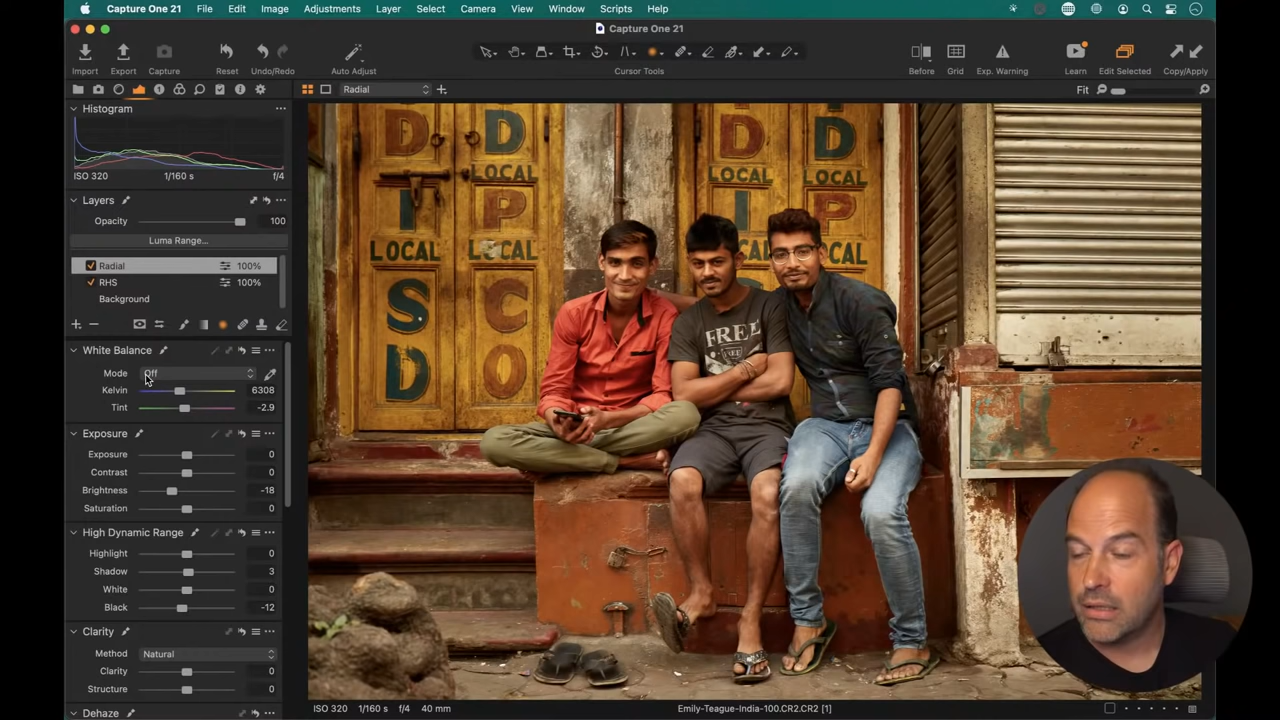 Capture One 21 File Edit Image Adjustments Layer Select Camera View Window Scripts Help
Capture One 21
Import Export Capture Reset Undo/Redo Auto Adjust Cursor Tools Before Grid Exp. Warning Learn Edit Selected Copy/Apply
Radial
Fit
Histogram
ISO 320 1/160 s f/4
Layers
Opacity 100
Luma Range...
Radial 100%
RHS 100%
Background
White Balance
Mode Off
Kelvin 6308
Tint -2.9
Exposure
Exposure 0
Contrast 0
Brightness -18
Saturation 0
High Dynamic Range
Highlight 0
Shadow 3
White 0
Black -12
Clarity
Method Natural
Clarity 0
Structure 0
Dehaze
D D D D
LOCAL LOCAL LOCAL
I P I P
LOCAL LOCAL LOCAL
S C
D O
FREE
ISO 320 1/160 s f/4 40 mm
Emily-Teague-India-100.CR2.CR2 [1]